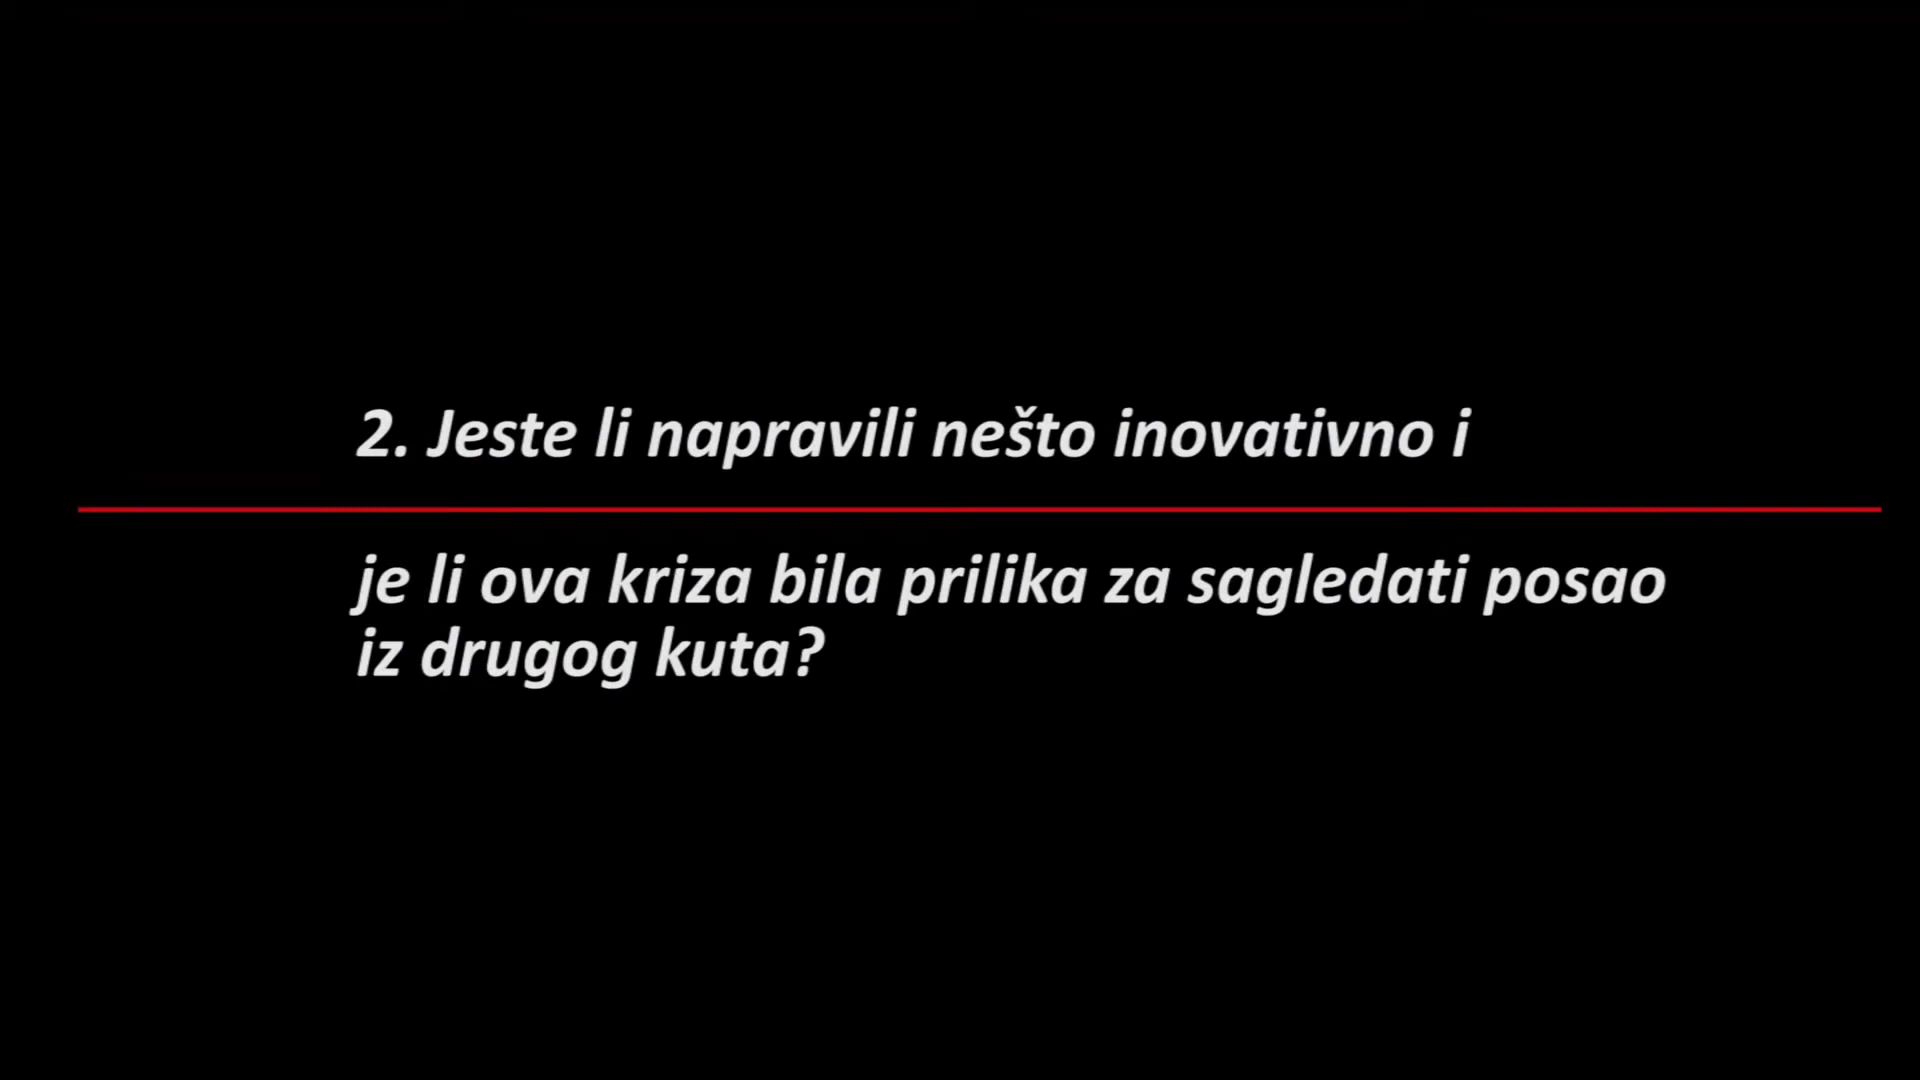 2. Jeste li napravili nešto inovativno i
je li ova kriza bila prilika za sagledati posao
iz drugog kuta?